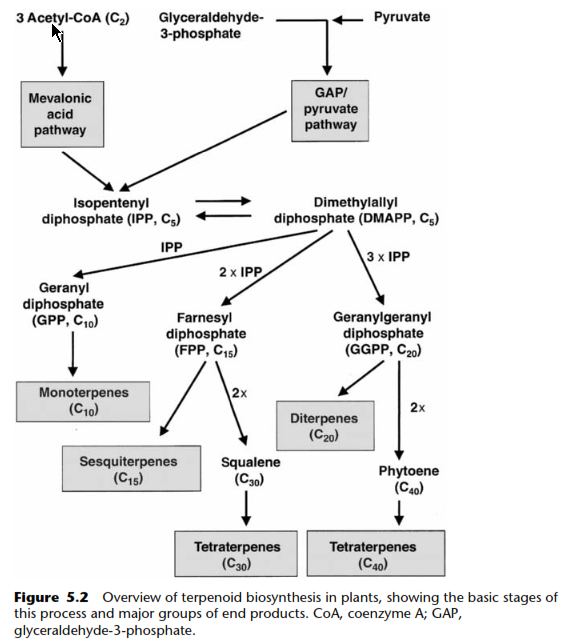 3 Acetyl-CoA (C₂)
Glyceraldehyde-
3-phosphate
Pyruvate
Mevalonic
acid
pathway
GAP/
pyruvate
pathway
Isopentenyl
diphosphate (IPP, C₅)
Dimethylallyl
diphosphate (DMAPP, C₅)
IPP
2 x IPP
3 x IPP
Geranyl
diphosphate
(GPP, C₁₀)
Farnesyl
diphosphate
(FPP, C₁₅)
Geranylgeranyl
diphosphate
(GGPP, C₂₀)
Monoterpenes
(C₁₀)
2x
Diterpenes
(C₂₀)
2x
Sesquiterpenes
(C₁₅)
Squalene
(C₃₀)
Phytoene
(C₄₀)
Tetraterpenes
(C₃₀)
Tetraterpenes
(C₄₀)
Figure 5.2 Overview of terpenoid biosynthesis in plants, showing the basic stages of
this process and major groups of end products. CoA, coenzyme A; GAP,
glyceraldehyde-3-phosphate.